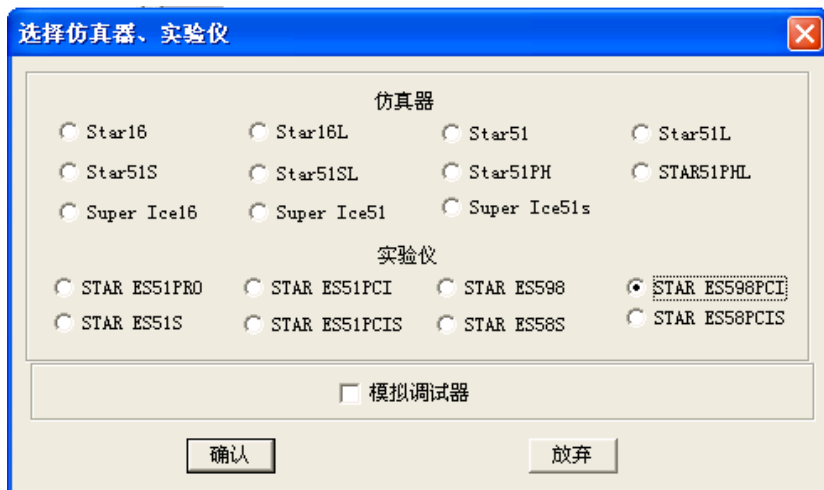 选择仿真器、实验仪
仿真器
Star16 Star16L Star51 Star51L
Star51S Star51SL Star51PH STAR51PHL
Super Ice16 Super Ice51 Super Ice51s
实验仪
STAR ES51PRO STAR ES51PCI STAR ES598 STAR ES598PCI
STAR ES51S STAR ES51PCIS STAR ES58S STAR ES58PCIS
模拟调试器
确认 放弃